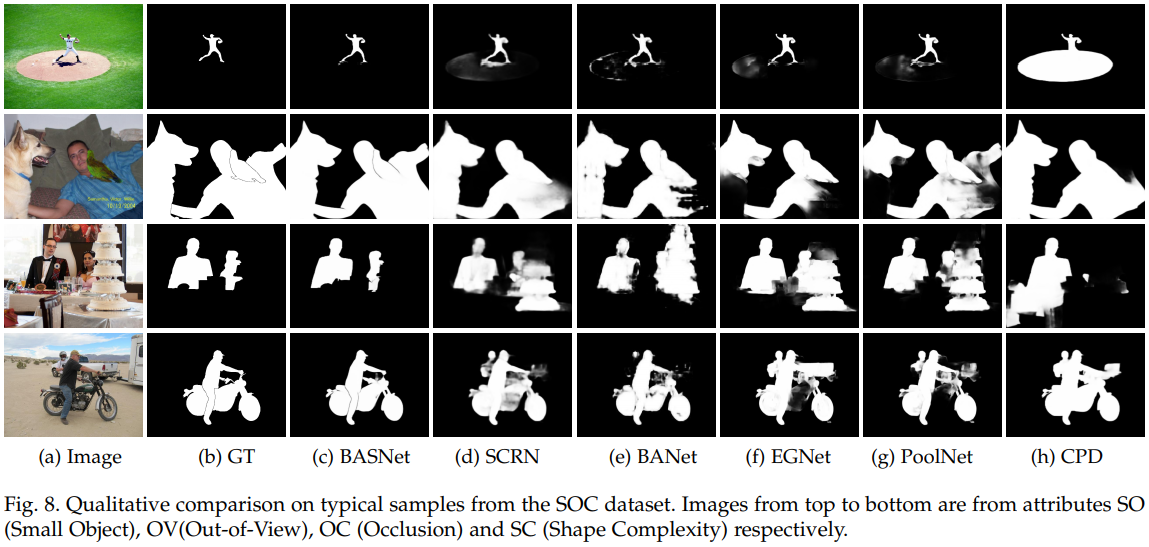 (a) Image (b) GT (c) BASNet (d) SCRN (e) BANet (f) EGNet (g) PoolNet (h) CPD
Fig. 8. Qualitative comparison on typical samples from the SOC dataset. Images from top to bottom are from attributes SO
(Small Object), OV(Out-of-View), OC (Occlusion) and SC (Shape Complexity) respectively.